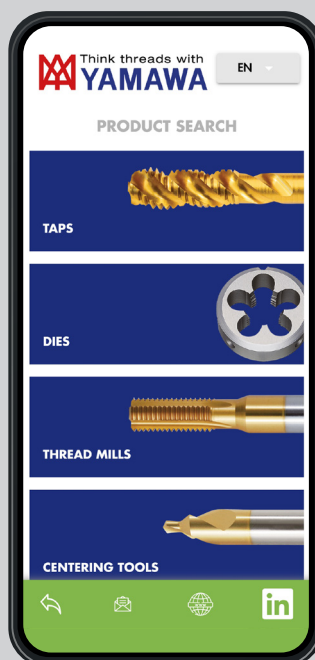 Think threads with
YAMAWA
EN
PRODUCT SEARCH
TAPS
DIES
THREAD MILLS
CENTERING TOOLS
in